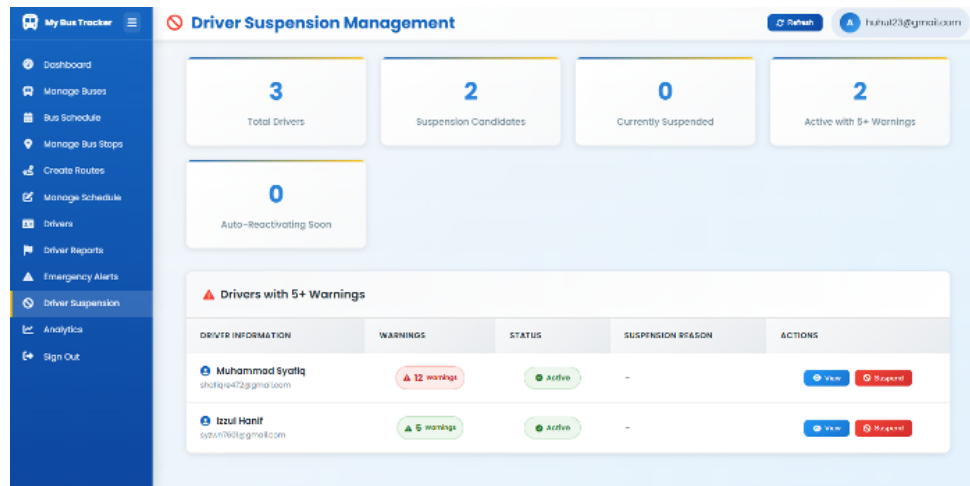 My Bus Tracker
Driver Suspension Management
Refresh
A
huhul23@gmail.com
Dashboard
Manage Buses
Bus Schedule
Manage Bus Stops
Create Routes
Manage Schedule
Drivers
Driver Reports
Emergency Alerts
Driver Suspension
Analytics
Sign Out
3
Total Drivers
2
Suspension Candidates
0
Currently Suspended
2
Active with 5+ Warnings
0
Auto-Reactivating Soon
Drivers with 5+ Warnings
DRIVER INFORMATION WARNINGS STATUS SUSPENSION REASON ACTIONS
Muhammad Syafiq
12 warnings Active - View Suspend
Izzul Hanif
5 warnings Active - View Suspend